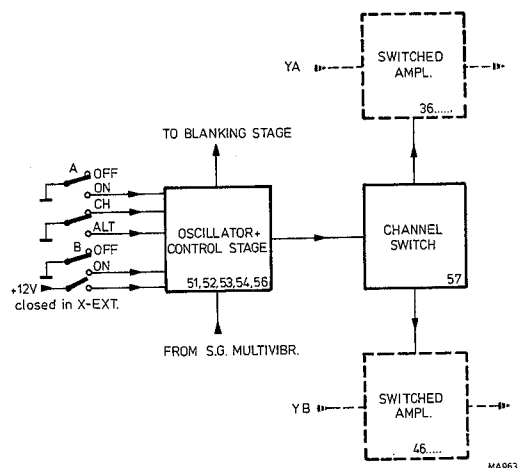 SWITCHED
AMPL.
36.....
YA
TO BLANKING STAGE
A
OFF
ON
CH
ALT
B
OFF
ON
+12V
closed in X-EXT.
OSCILLATOR+
CONTROL STAGE
51,52,53,54,56
CHANNEL
SWITCH
57
FROM S.G. MULTIVIBR.
YB
SWITCHED
AMPL.
46.....
MA963